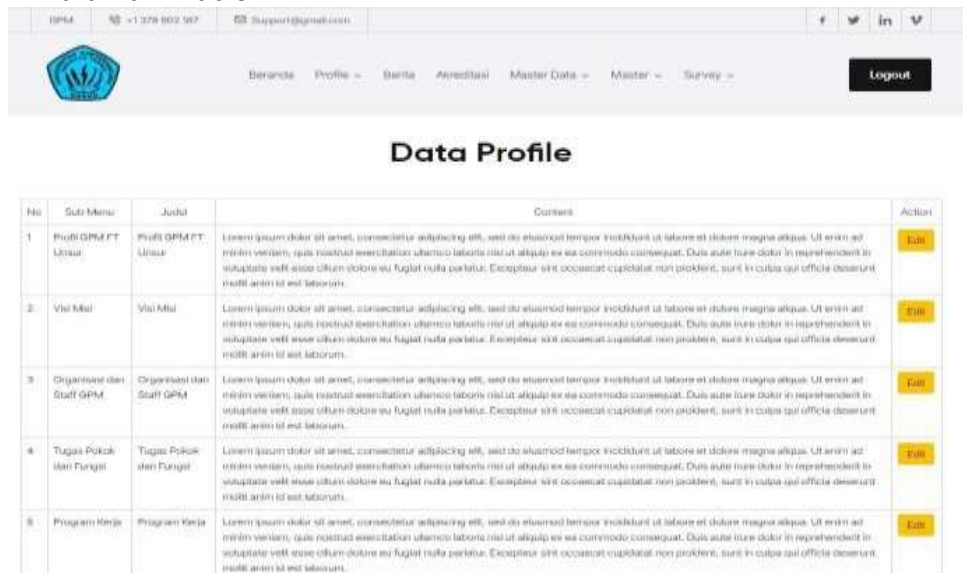 GPM +1 378 902 567 Support@gmail.com f in
Beranda Profile Berita Akreditasi Master Data Master Survey Logout
Data Profile
No Sub Menu Judul Content Action
1 Profil GPM FT Profil GPM FT Lorem ipsum dolor sit amet, consectetur adipiscing elit, sed do eiusmod tempor incididunt ut labore et dolore magna aliqua. Ut enim ad Edit
Unsur Unsur minim veniam, quis nostrud exercitation ullamco laboris nisi ut aliquip ex ea commodo consequat. Duis aute irure dolor in reprehenderit in
voluptate velit esse cillum dolore eu fugiat nulla pariatur. Excepteur sint occaecat cupidatat non proident, sunt in culpa qui officia deserunt
mollit anim id est laborum.
2 Visi Misi Visi Misi Lorem ipsum dolor sit amet, consectetur adipiscing elit, sed do eiusmod tempor incididunt ut labore et dolore magna aliqua. Ut enim ad Edit
minim veniam, quis nostrud exercitation ullamco laboris nisi ut aliquip ex ea commodo consequat. Duis aute irure dolor in reprehenderit in
voluptate velit esse cillum dolore eu fugiat nulla pariatur. Excepteur sint occaecat cupidatat non proident, sunt in culpa qui officia deserunt
mollit anim id est laborum.
3 Organisasi dan Organisasi dan Lorem ipsum dolor sit amet, consectetur adipiscing elit, sed do eiusmod tempor incididunt ut labore et dolore magna aliqua. Ut enim ad Edit
Staff GPM Staff GPM minim veniam, quis nostrud exercitation ullamco laboris nisi ut aliquip ex ea commodo consequat. Duis aute irure dolor in reprehenderit in
voluptate velit esse cillum dolore eu fugiat nulla pariatur. Excepteur sint occaecat cupidatat non proident, sunt in culpa qui officia deserunt
mollit anim id est laborum.
4 Tugas Pokok Tugas Pokok Lorem ipsum dolor sit amet, consectetur adipiscing elit, sed do eiusmod tempor incididunt ut labore et dolore magna aliqua. Ut enim ad Edit
dan Fungsi dan Fungsi minim veniam, quis nostrud exercitation ullamco laboris nisi ut aliquip ex ea commodo consequat. Duis aute irure dolor in reprehenderit in
voluptate velit esse cillum dolore eu fugiat nulla pariatur. Excepteur sint occaecat cupidatat non proident, sunt in culpa qui officia deserunt
mollit anim id est laborum.
5 Program Kerja Program Kerja Lorem ipsum dolor sit amet, consectetur adipiscing elit, sed do eiusmod tempor incididunt ut labore et dolore magna aliqua. Ut enim ad Edit
minim veniam, quis nostrud exercitation ullamco laboris nisi ut aliquip ex ea commodo consequat. Duis aute irure dolor in reprehenderit in
voluptate velit esse cillum dolore eu fugiat nulla pariatur. Excepteur sint occaecat cupidatat non proident, sunt in culpa qui officia deserunt
mollit anim id est laborum.